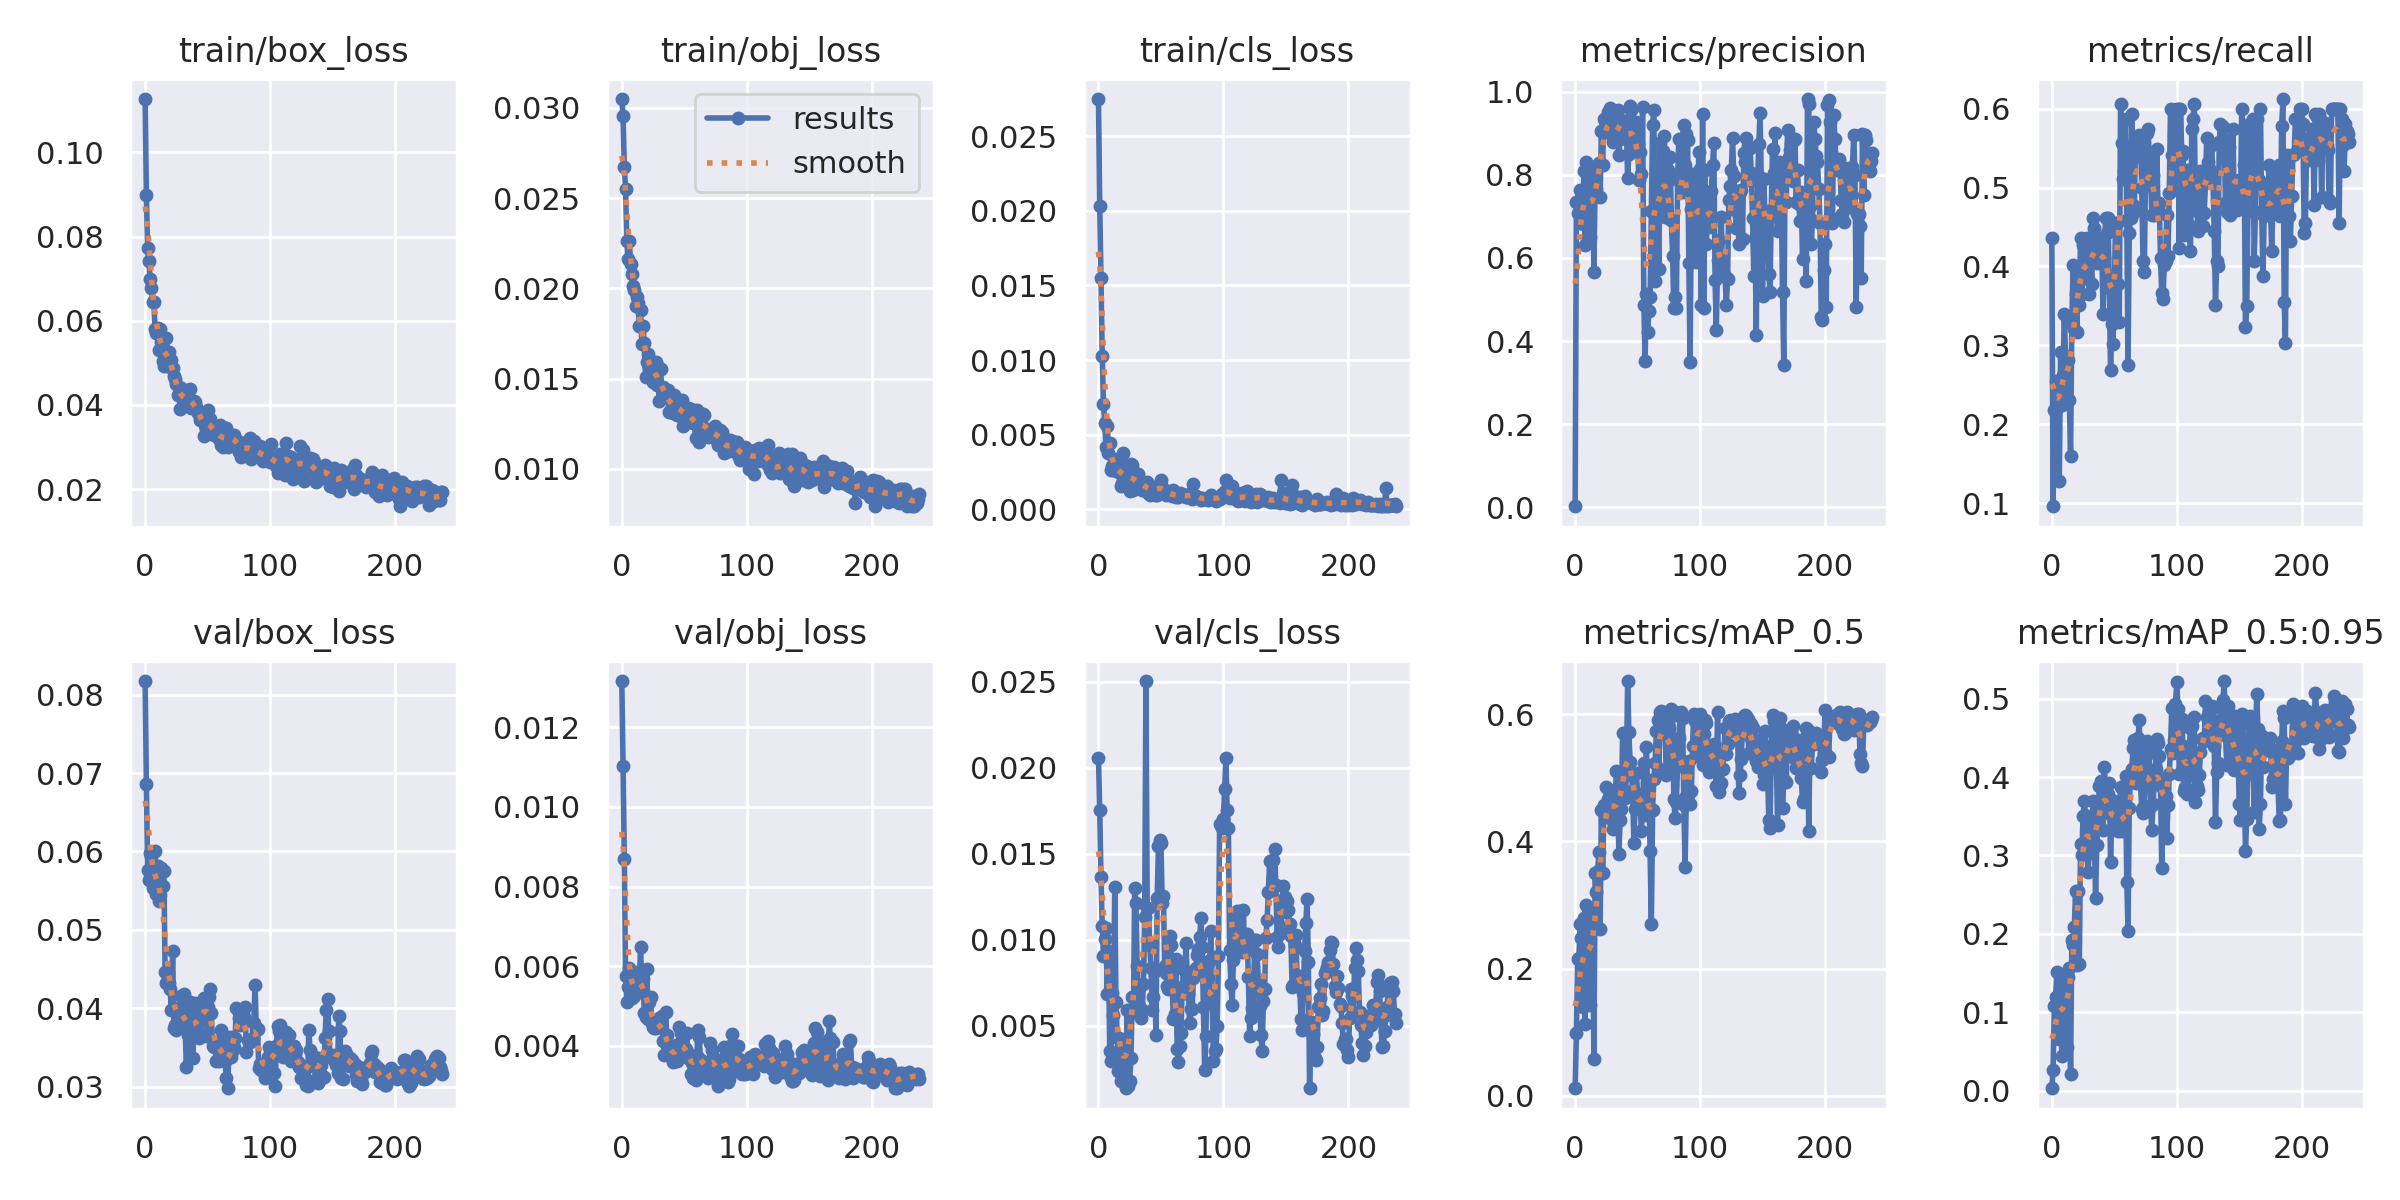 train/box_loss
0.10
0.08
0.06
0.04
0.02
0 100 200
train/obj_loss
results
smooth
0.030
0.025
0.020
0.015
0.010
0 100 200
train/cls_loss
0.025
0.020
0.015
0.010
0.005
0.000
0 100 200
metrics/precision
1.0
0.8
0.6
0.4
0.2
0.0
0 100 200
metrics/recall
0.6
0.5
0.4
0.3
0.2
0.1
0 100 200
val/box_loss
0.08
0.07
0.06
0.05
0.04
0.03
0 100 200
val/obj_loss
0.012
0.010
0.008
0.006
0.004
0 100 200
val/cls_loss
0.025
0.020
0.015
0.010
0.005
0 100 200
metrics/mAP_0.5
0.6
0.4
0.2
0.0
0 100 200
metrics/mAP_0.5:0.95
0.5
0.4
0.3
0.2
0.1
0.0
0 100 200